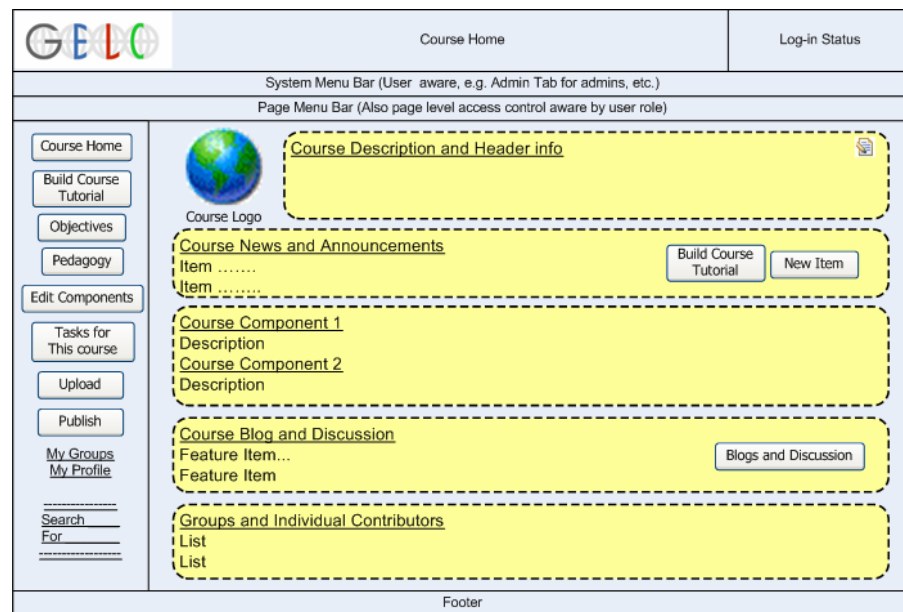 GELC
Course Home
Log-in Status
System Menu Bar (User aware, e.g. Admin Tab for admins, etc.)
Page Menu Bar (Also page level access control aware by user role)
Course Home
Build Course
Tutorial
Objectives
Pedagogy
Edit Components
Tasks for
This course
Upload
Publish
My Groups
My Profile
Search
For
Course Logo
Course Description and Header info
Course News and Announcements
Item …….
Item ……..
Build Course
Tutorial
New Item
Course Component 1
Description
Course Component 2
Description
Course Blog and Discussion
Feature Item…
Feature Item
Blogs and Discussion
Groups and Individual Contributors
List
List
Footer